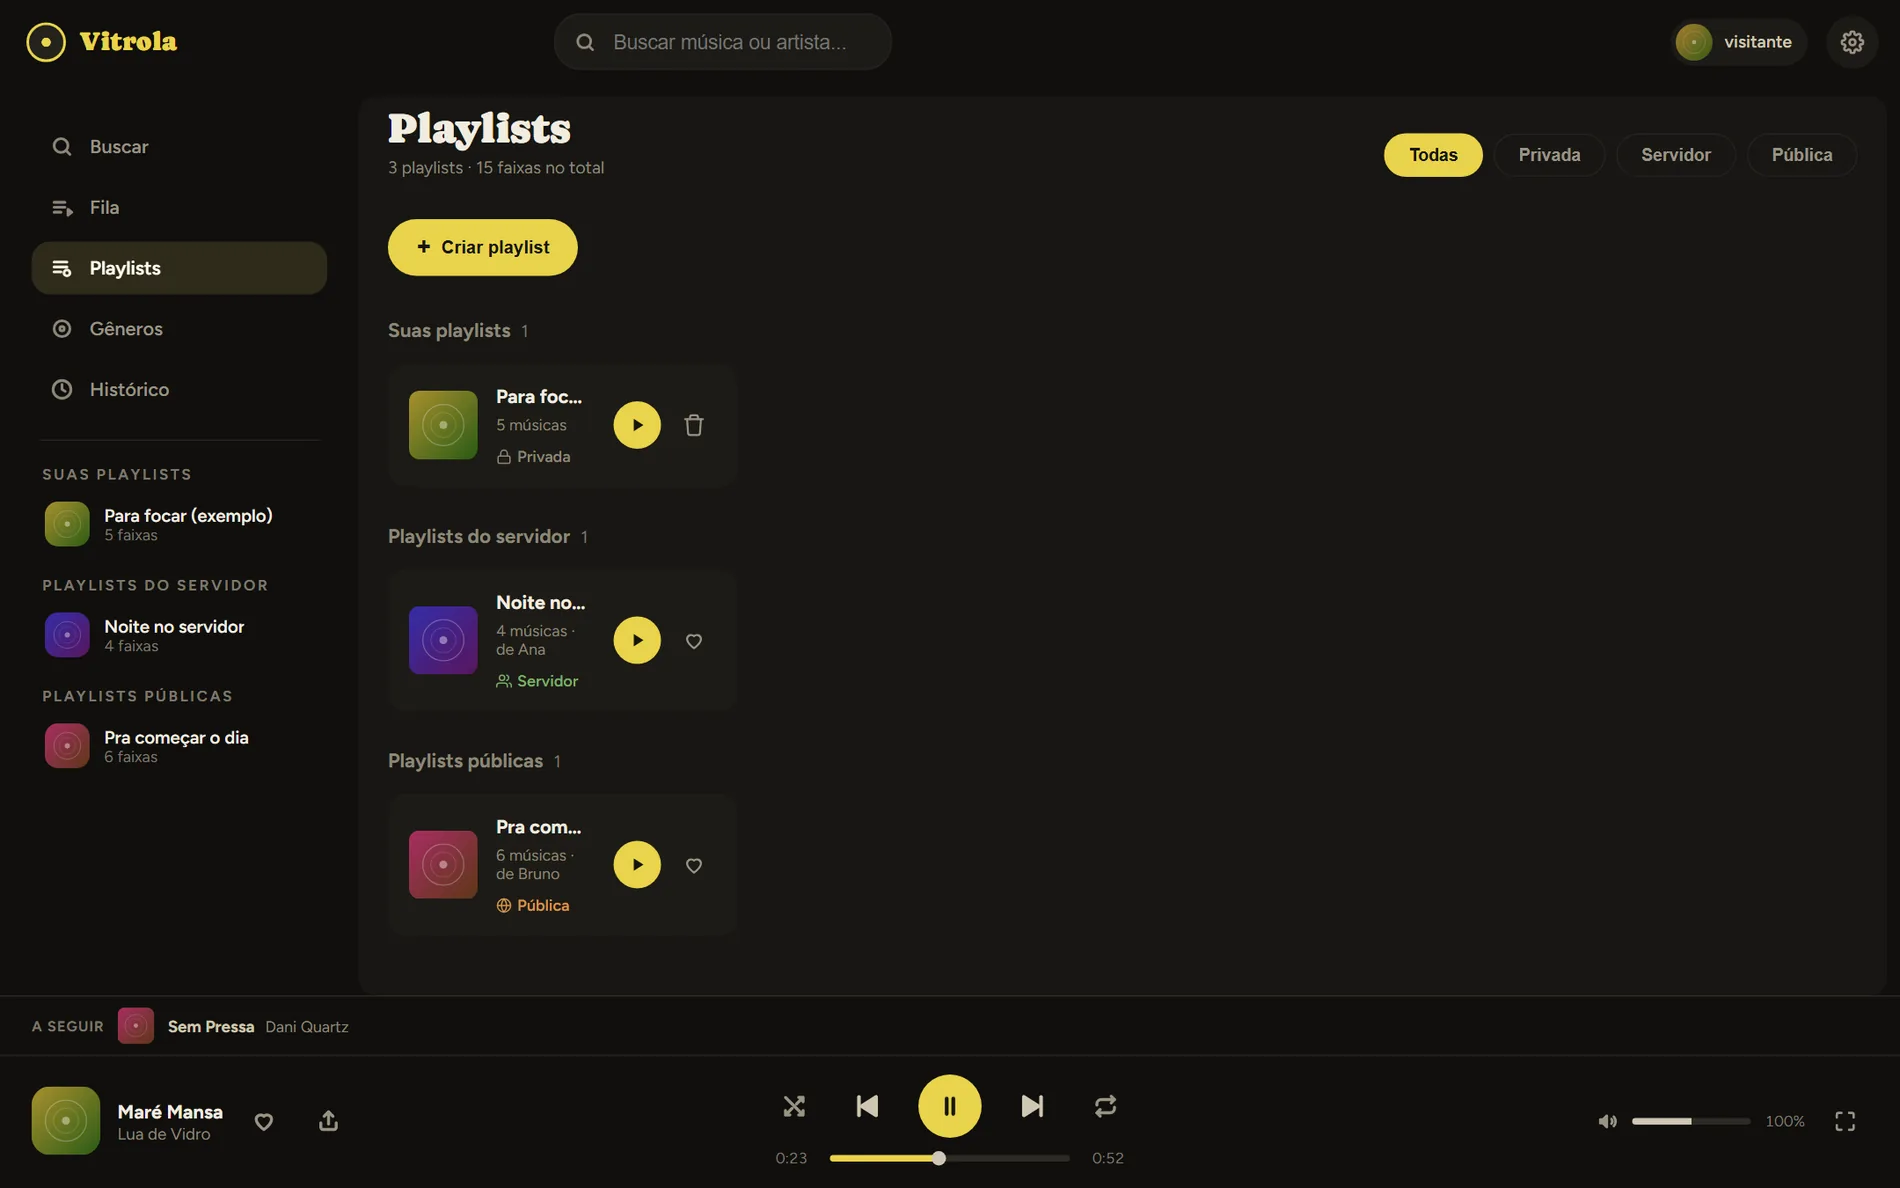 Vitrola
Buscar música ou artista...
visitante
Buscar
Fila
Playlists
Gêneros
Histórico
SUAS PLAYLISTS
Para focar (exemplo)
5 faixas
PLAYLISTS DO SERVIDOR
Noite no servidor
4 faixas
PLAYLISTS PÚBLICAS
Pra começar o dia
6 faixas
Playlists
3 playlists · 15 faixas no total
Todas
Privada
Servidor
Pública
+ Criar playlist
Suas playlists 1
Para foc...
5 músicas
Privada
Playlists do servidor 1
Noite no...
4 músicas ·
de Ana
Servidor
Playlists públicas 1
Pra com...
6 músicas ·
de Bruno
Pública
A SEGUIR Sem Pressa Dani Quartz
Maré Mansa
Lua de Vidro
0:23
0:52
100%